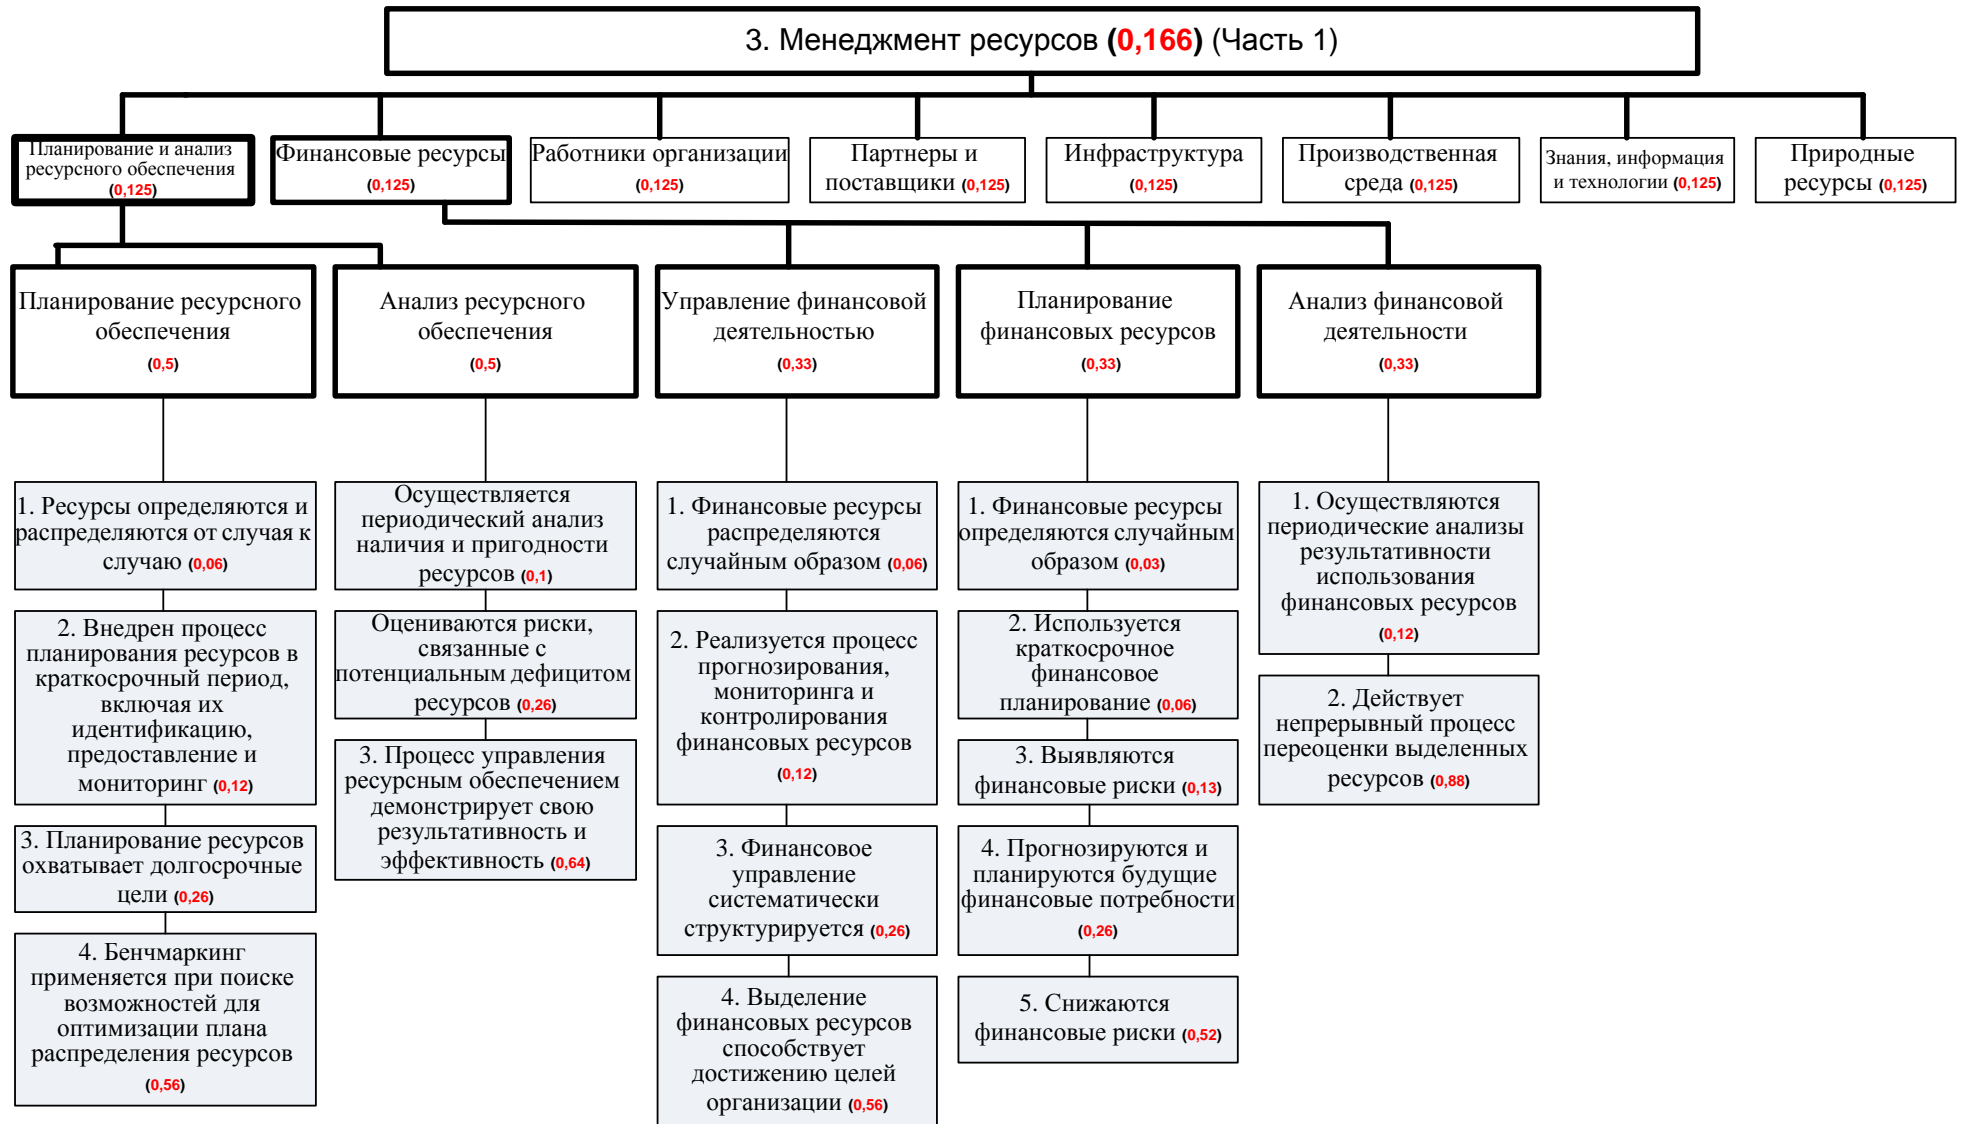 3. Менеджмент ресурсов (0,166) (Часть 1)
Планирование и анализ
ресурсного обеспечения
(0,125)
Финансовые ресурсы
(0,125)
Работники организации
(0,125)
Партнеры и
поставщики (0,125)
Инфраструктура
(0,125)
Производственная
среда (0,125)
Знания, информация
и технологии (0,125)
Природные
ресурсы (0,125)
Планирование ресурсного
обеспечения
(0,5)
Анализ ресурсного
обеспечения
(0,5)
Управление финансовой
деятельностью
(0,33)
Планирование
финансовых ресурсов
(0,33)
Анализ финансовой
деятельности
(0,33)
1. Ресурсы определяются и
распределяются от случая к
случаю (0,06)
2. Внедрен процесс
планирования ресурсов в
краткосрочный период,
включая их
идентификацию,
предоставление и
мониторинг (0,12)
3. Планирование ресурсов
охватывает долгосрочные
цели (0,26)
4. Бенчмаркинг
применяется при поиске
возможностей для
оптимизации плана
распределения ресурсов
(0,56)
Осуществляется
периодический анализ
наличия и пригодности
ресурсов (0,1)
Оцениваются риски,
связанные с
потенциальным дефицитом
ресурсов (0,26)
3. Процесс управления
ресурсным обеспечением
демонстрирует свою
результативность и
эффективность (0,64)
1. Финансовые ресурсы
распределяются
случайным образом (0,06)
2. Реализуется процесс
прогнозирования,
мониторинга и
контролирования
финансовых ресурсов
(0,12)
3. Финансовое
управление
систематически
структурируется (0,26)
4. Выделение
финансовых ресурсов
способствует
достижению целей
организации (0,56)
1. Финансовые ресурсы
определяются случайным
образом (0,03)
2. Используется
краткосрочное
финансовое
планирование (0,06)
3. Выявляются
финансовые риски (0,13)
4. Прогнозируются и
планируются будущие
финансовые потребности
(0,26)
5. Снижаются
финансовые риски (0,52)
1. Осуществляются
периодические анализы
результативности
использования
финансовых ресурсов
(0,12)
2. Действует
непрерывный процесс
переоценки выделенных
ресурсов (0,88)